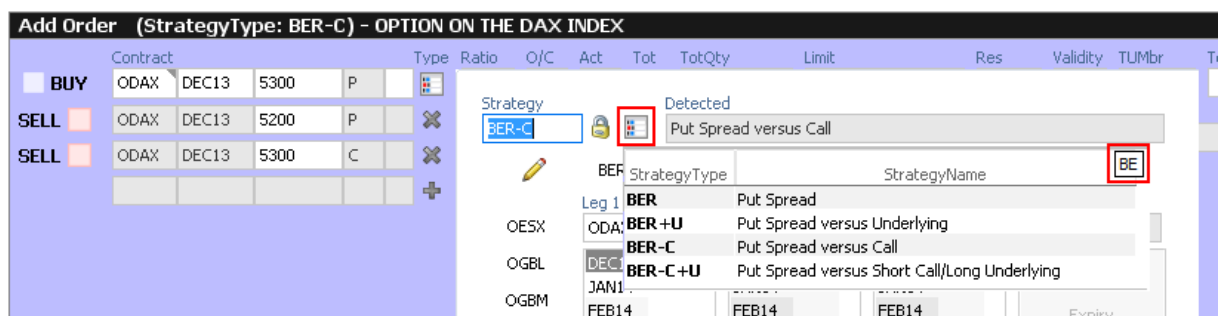 Add Order (StrategyType: BER-C) - OPTION ON THE DAX INDEX
Contract Type Ratio O/C Act Tot TotQty Limit Res Validity TUMbr
BUY ODAX DEC13 5300 P
Strategy Detected
SELL ODAX DEC13 5200 P
BER-C Put Spread versus Call
SELL ODAX DEC13 5300 C
BER StrategyType StrategyName BE
BER Put Spread
Leg 1
BER+U Put Spread versus Underlying
OESX ODA
BER-C Put Spread versus Call
OGBL DEC1
BER-C+U Put Spread versus Short Call/Long Underlying
JAN1
OGBM
FEB14 FEB14 FEB14
Expiry